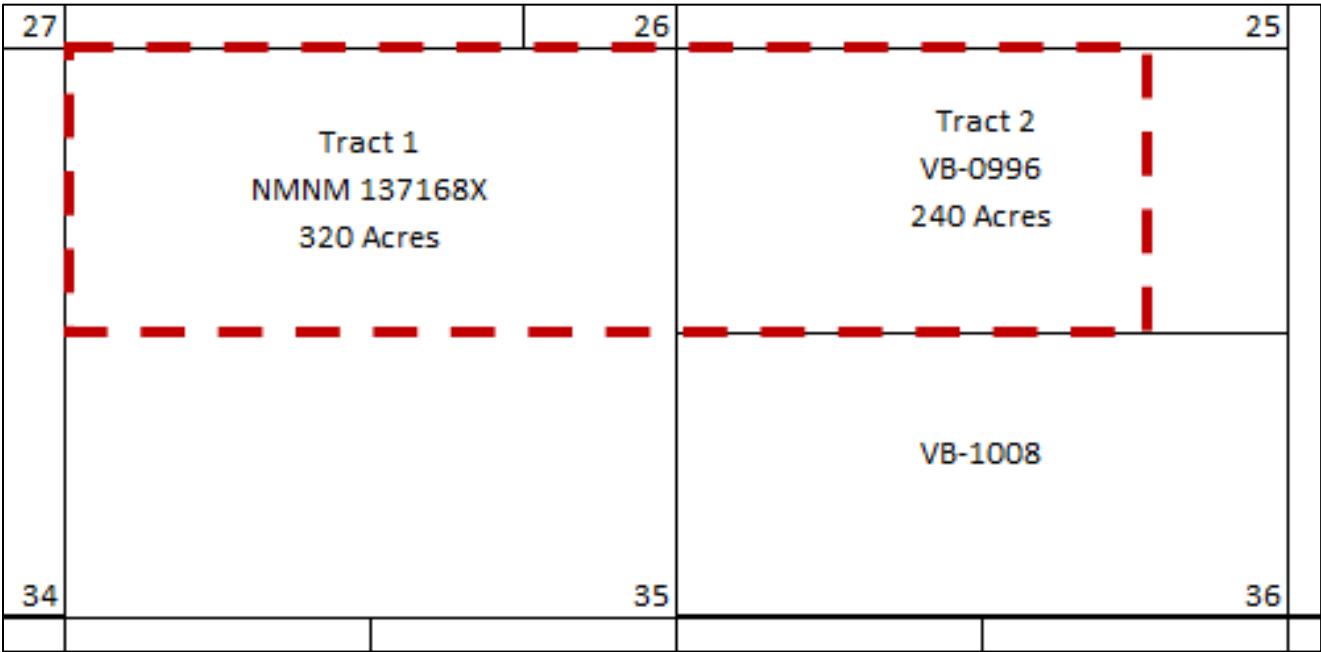 27
26
25
Tract 1
NMNM 137168X
320 Acres
Tract 2
VB-0996
240 Acres
VB-1008
34
35
36